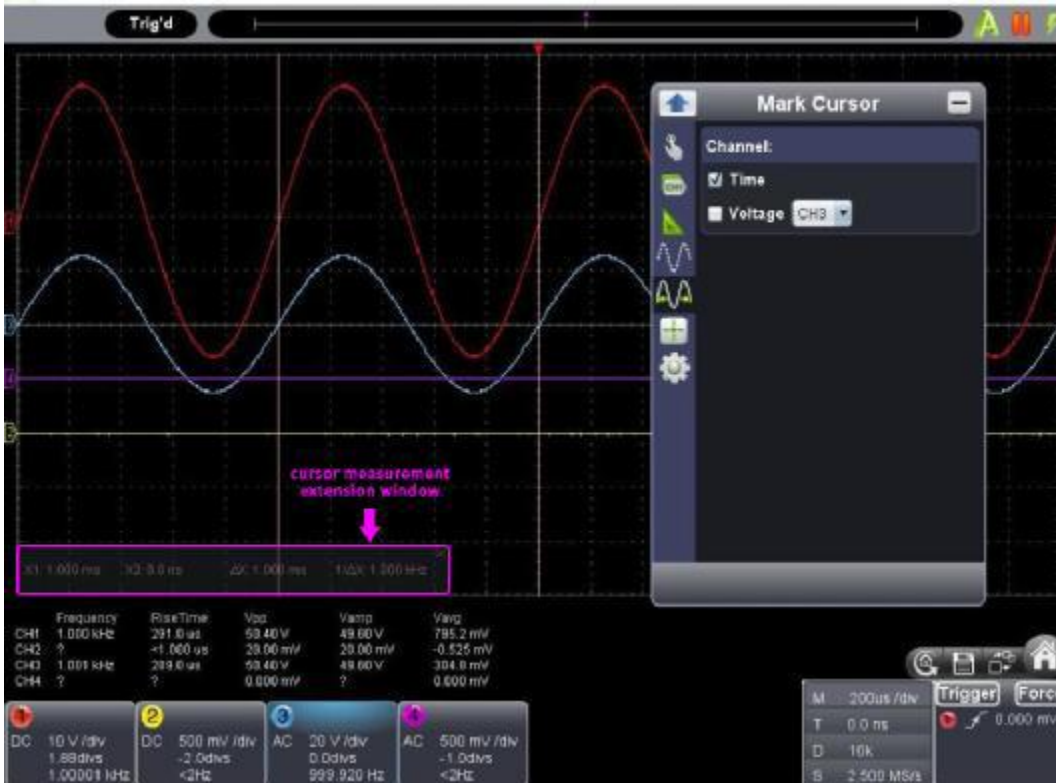 Trig'd
Mark Cursor
Channel:
Time
Voltage CH3
cursor measurement
extension window
X1: 1.000 ms X2: 0.0 ns ΔX: 1.000 ms 1/ΔX: 1.000 kHz
Frequency RiseTime Vpp Vamp Vavg
CH1 1.000 kHz 291.0 us 50.40 V 49.60 V 795.2 mV
CH2 ? <1.000 us 20.00 mV 20.00 mV -0.525 mV
CH3 1.001 kHz 50.40 V 49.60 V 304.0 mV
CH4 ? ? 0.000 mV ? 0.000 mV
1 2 3 4
DC 10 V /div DC 500 mV /div AC 20 V /div AC 500 mV /div
1.88divs -2.0divs 0.0divs -1.0divs
1.00001 kHz <2Hz 999.920 Hz <2Hz
M 200us /div
T 0.0 ns
D 10k
S 2.500 MS/s
Trigger Force
0.000 mV